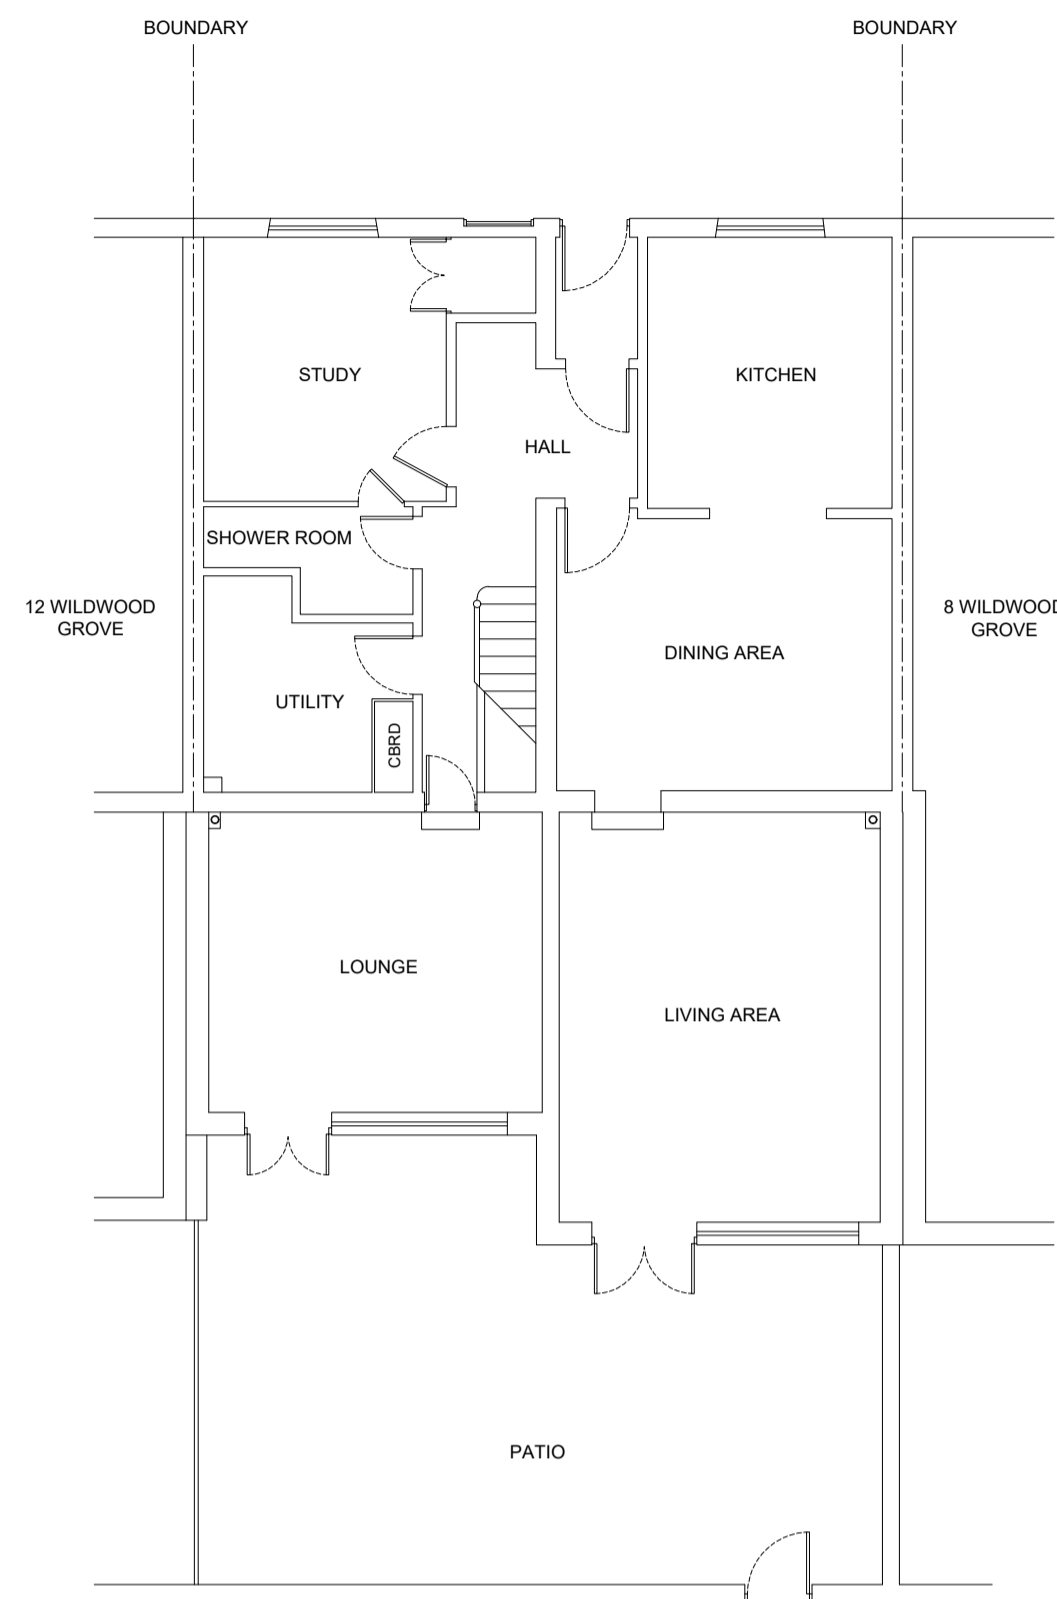 BOUNDARY
BOUNDARY
STUDY
KITCHEN
HALL
SHOWER ROOM
12 WILDWOOD
GROVE
8 WILDWOOD
GROVE
DINING AREA
UTILITY
CBRD
LOUNGE
LIVING AREA
PATIO